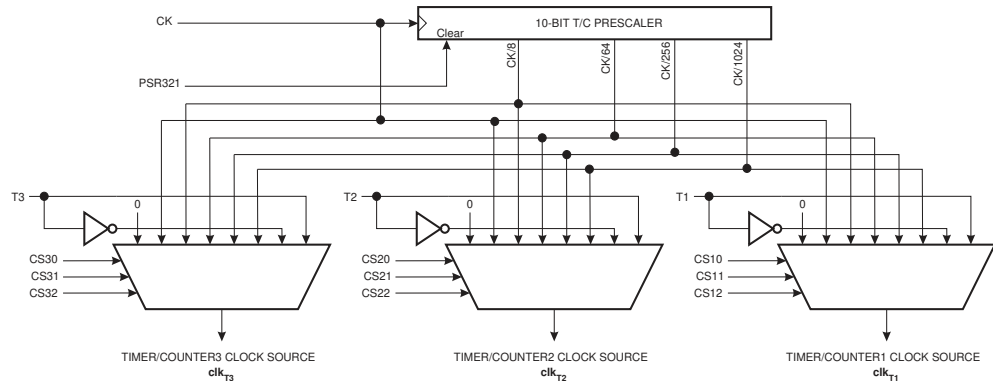 CK
10-BIT T/C PRESCALER
Clear
CK/8
CK/64
CK/256
CK/1024
PSR321
T3
0
T2
0
T1
0
CS30
CS31
CS32
CS20
CS21
CS22
CS10
CS11
CS12
TIMER/COUNTER3 CLOCK SOURCE
clkT3
TIMER/COUNTER2 CLOCK SOURCE
clkT2
TIMER/COUNTER1 CLOCK SOURCE
clkT1